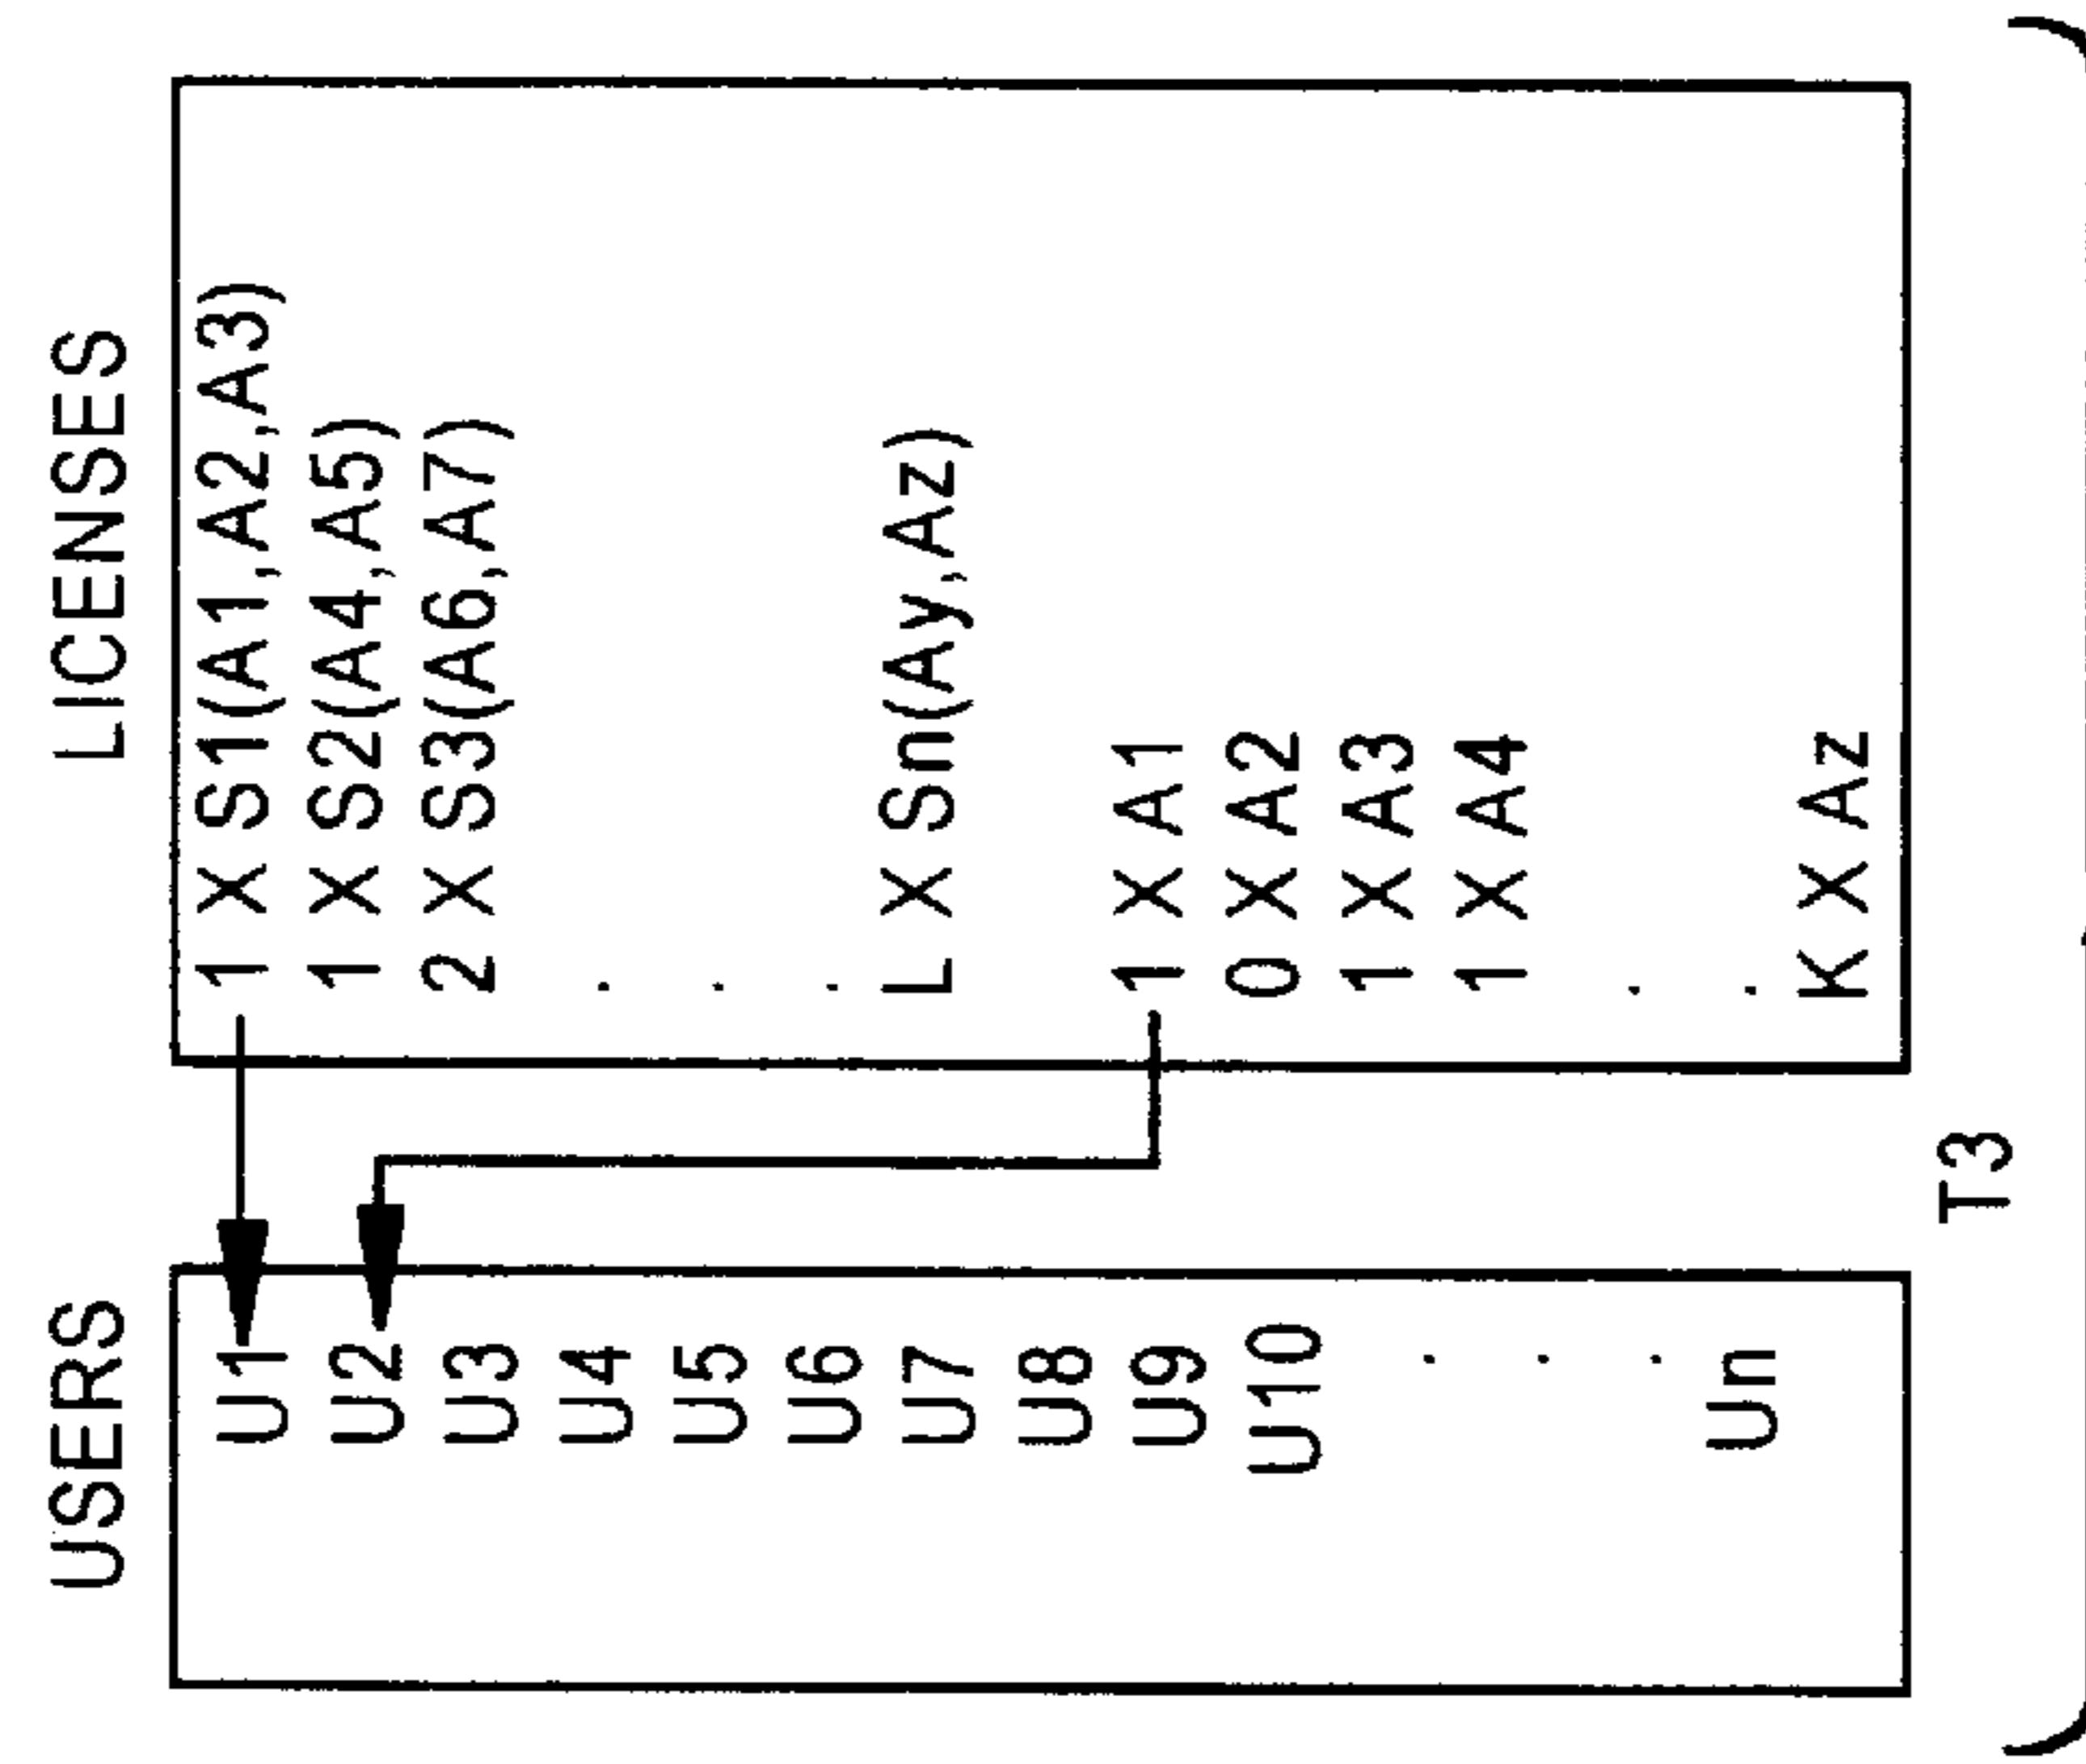 USERS
U1
U2
U3
U4
U5
U6
U7
U8
U9
U10
.
.
.
Un
LICENSES
1 X S1(A1,A2,A3)
1 X S2(A4,A5)
2 X S3(A6,A7)
.
.
.
L X Sn(Ay,Az)
1 X A1
0 X A2
1 X A3
1 X A4
.
.
K X Az
T3